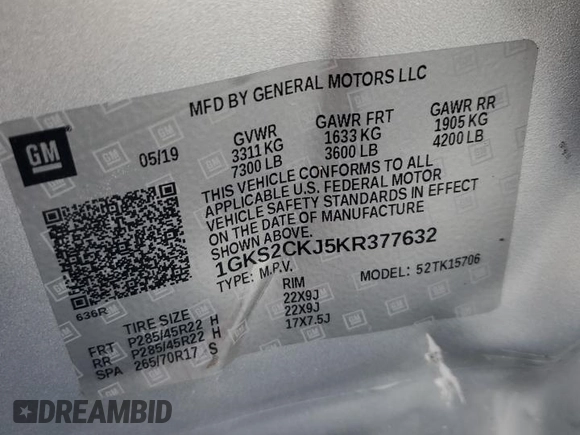 MFD BY GENERAL MOTORS LLC
GM
05/19
GVWR
3311 KG
7300 LB
GAWR FRT
1633 KG
3600 LB
GAWR RR
1905 KG
4200 LB
THIS VEHICLE CONFORMS TO ALL
APPLICABLE U.S. FEDERAL MOTOR
VEHICLE SAFETY STANDARDS IN EFFECT
ON THE DATE OF MANUFACTURE
SHOWN ABOVE.
1GKS2CKJ5KR377632
TYPE: M.P.V.
MODEL: 52TK15706
636R
TIRE SIZE RIM
FRT P285/45R22 H 22X9J
RR P285/45R22 H 22X9J
SPA 265/70R17 S 17X7.5J
DREAMBID